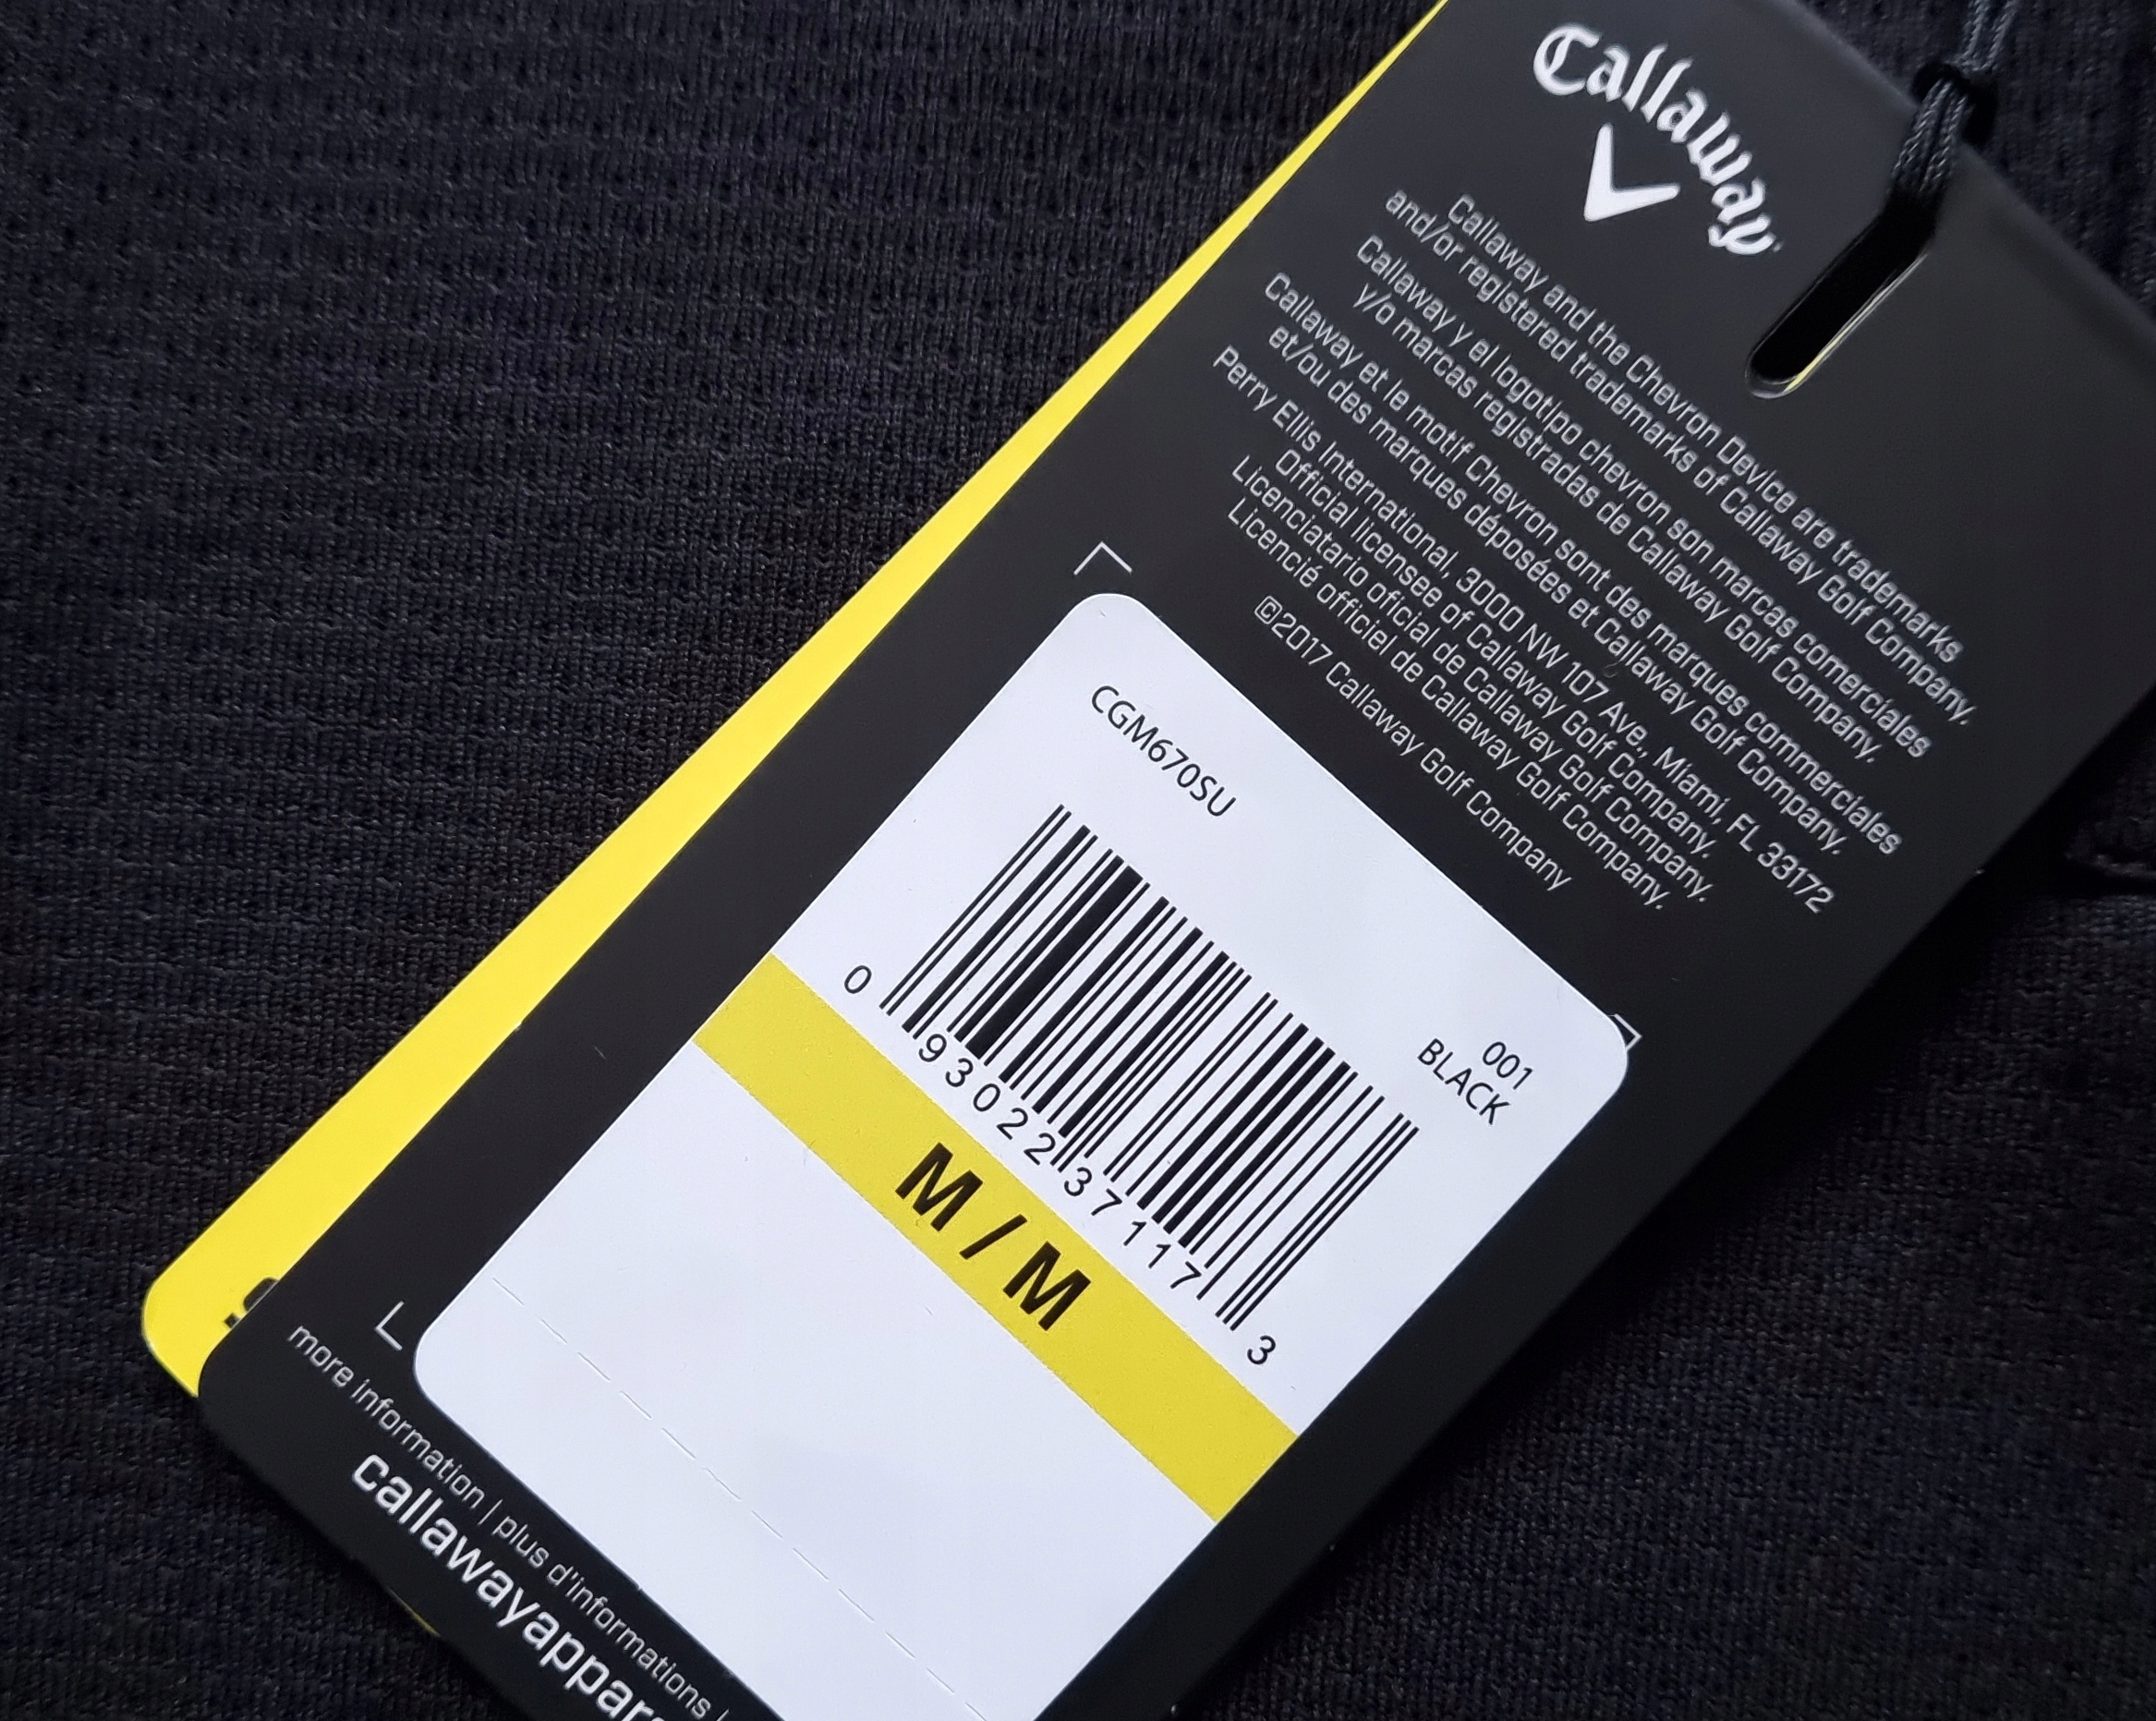 Callaway
Callaway and the Chevron Device are trademarks
and/or registered trademarks of Callaway Golf Company.
Callaway y el logotipo chevron son marcas comerciales
y/o marcas registradas de Callaway Golf Company.
Callaway et le motif Chevron sont des marques commerciales
et/ou des marques déposées et Callaway Golf Company.
Perry Ellis International, 3000 NW 107 Ave., Miami, FL 33172
Official licensee of Callaway Golf Company.
Licenciatario oficial de Callaway Golf Company.
Licencié officiel de Callaway Golf Company.
©2017 Callaway Golf Company
CGM670SU
001
BLACK
0 93022 37117 3
M / M
more information | plus d'informations |
callawayappare